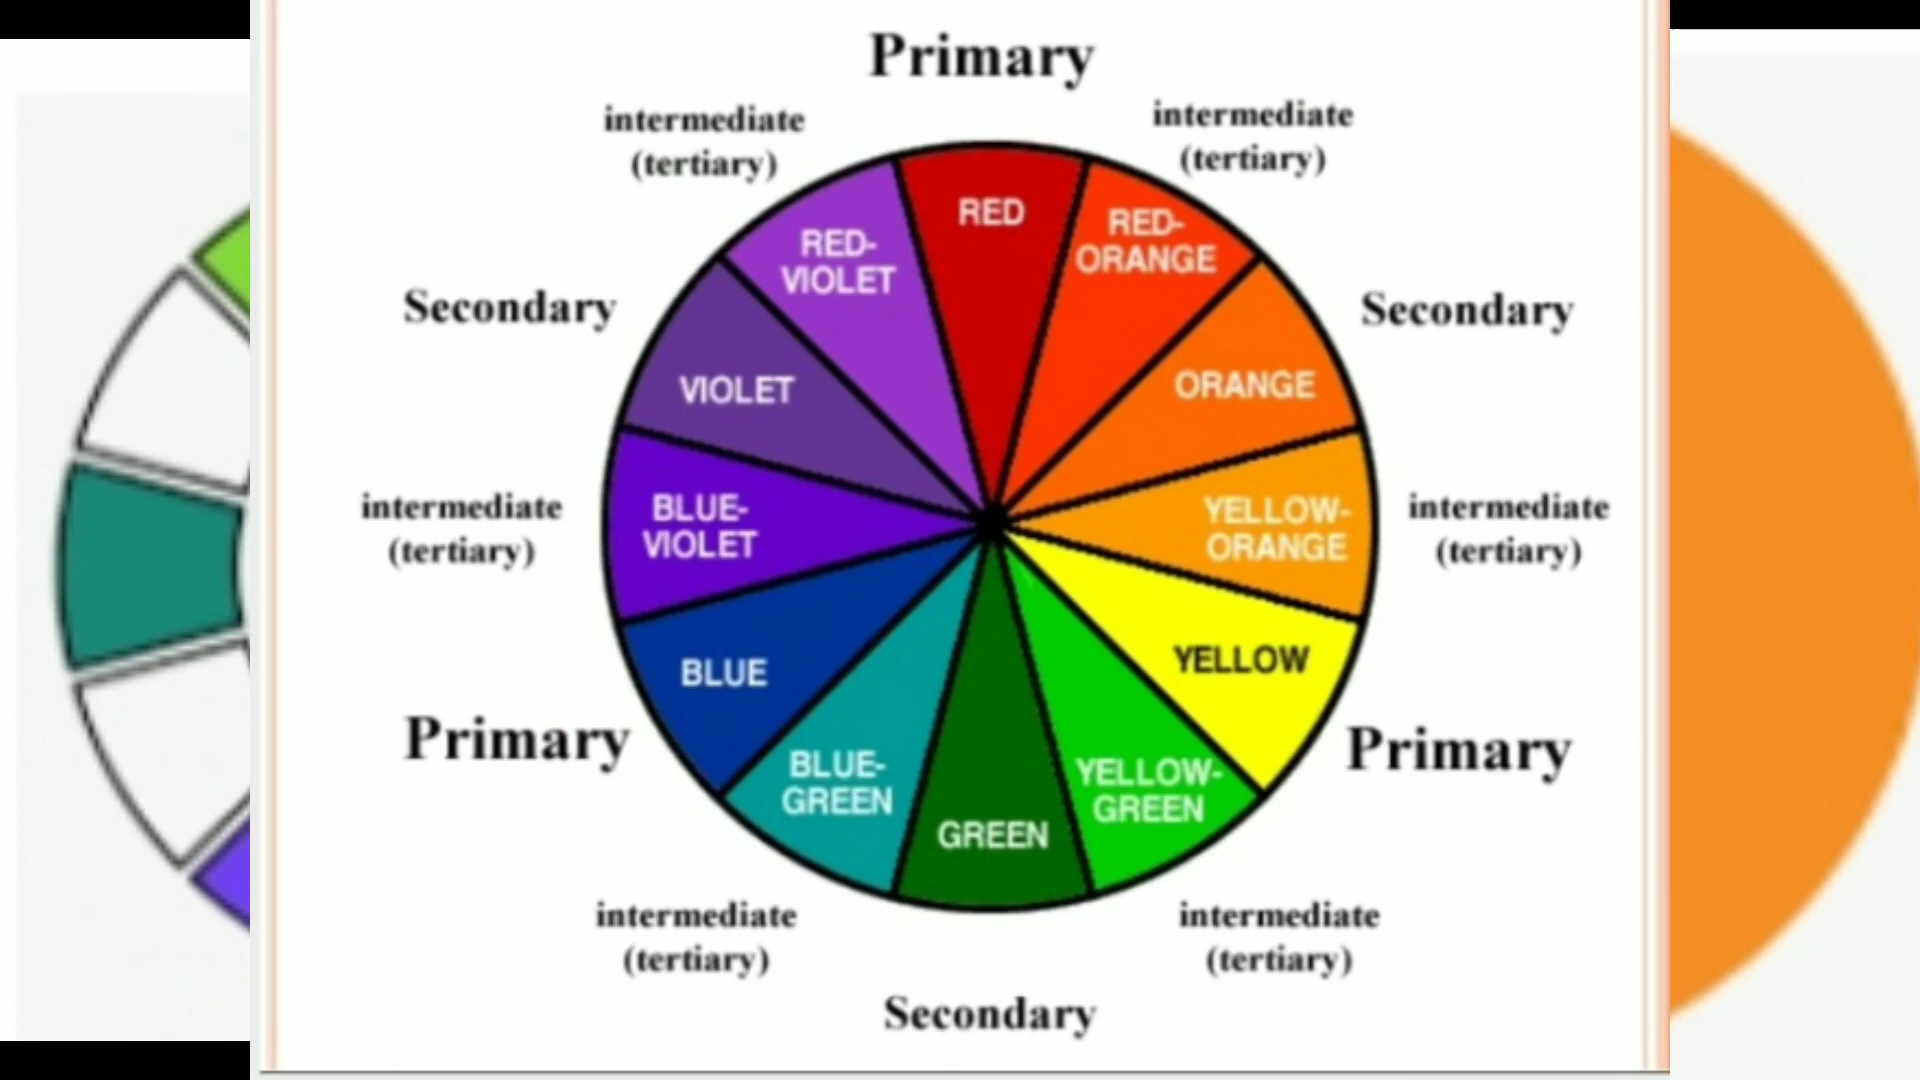 Primary
intermediate
(tertiary)
intermediate
(tertiary)
RED
RED-
ORANGE
RED-
VIOLET
Secondary
Secondary
VIOLET
ORANGE
intermediate
(tertiary)
BLUE-
VIOLET
YELLOW-
ORANGE
intermediate
(tertiary)
BLUE
YELLOW
Primary
Primary
BLUE-
GREEN
YELLOW-
GREEN
GREEN
intermediate
(tertiary)
intermediate
(tertiary)
Secondary